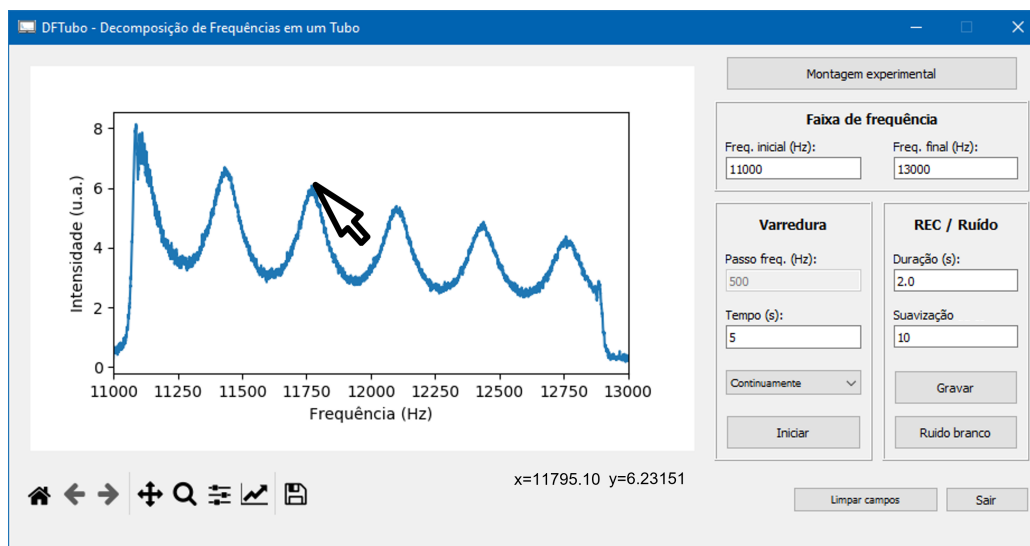 DFTubo - Decomposição de Frequências em um Tubo
Montagem experimental
Faixa de frequência
Freq. inicial (Hz): Freq. final (Hz):
11000 13000
Varredura
Passo freq. (Hz):
500
Tempo (s):
5
Continuamente
Iniciar
REC / Ruído
Duração (s):
2.0
Suavização
10
Gravar
Ruido branco
Intensidade (u.a.)
8
6
4
2
0
11000 11250 11500 11750 12000 12250 12500 12750 13000
Frequência (Hz)
x=11795.10 y=6.23151
Limpar campos Sair